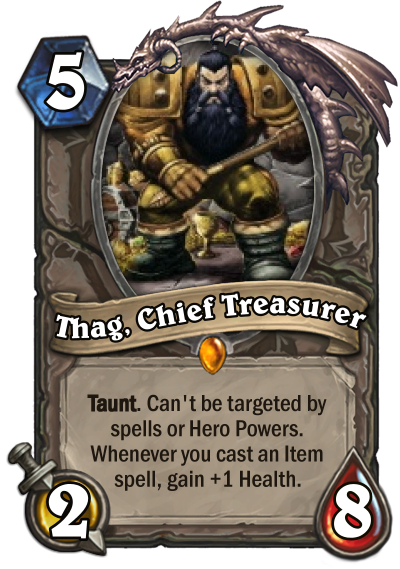 5
Thag, Chief Treasurer
Taunt. Can't be targeted by
spells or Hero Powers.
Whenever you cast an Item
spell, gain +1 Health.
2
8